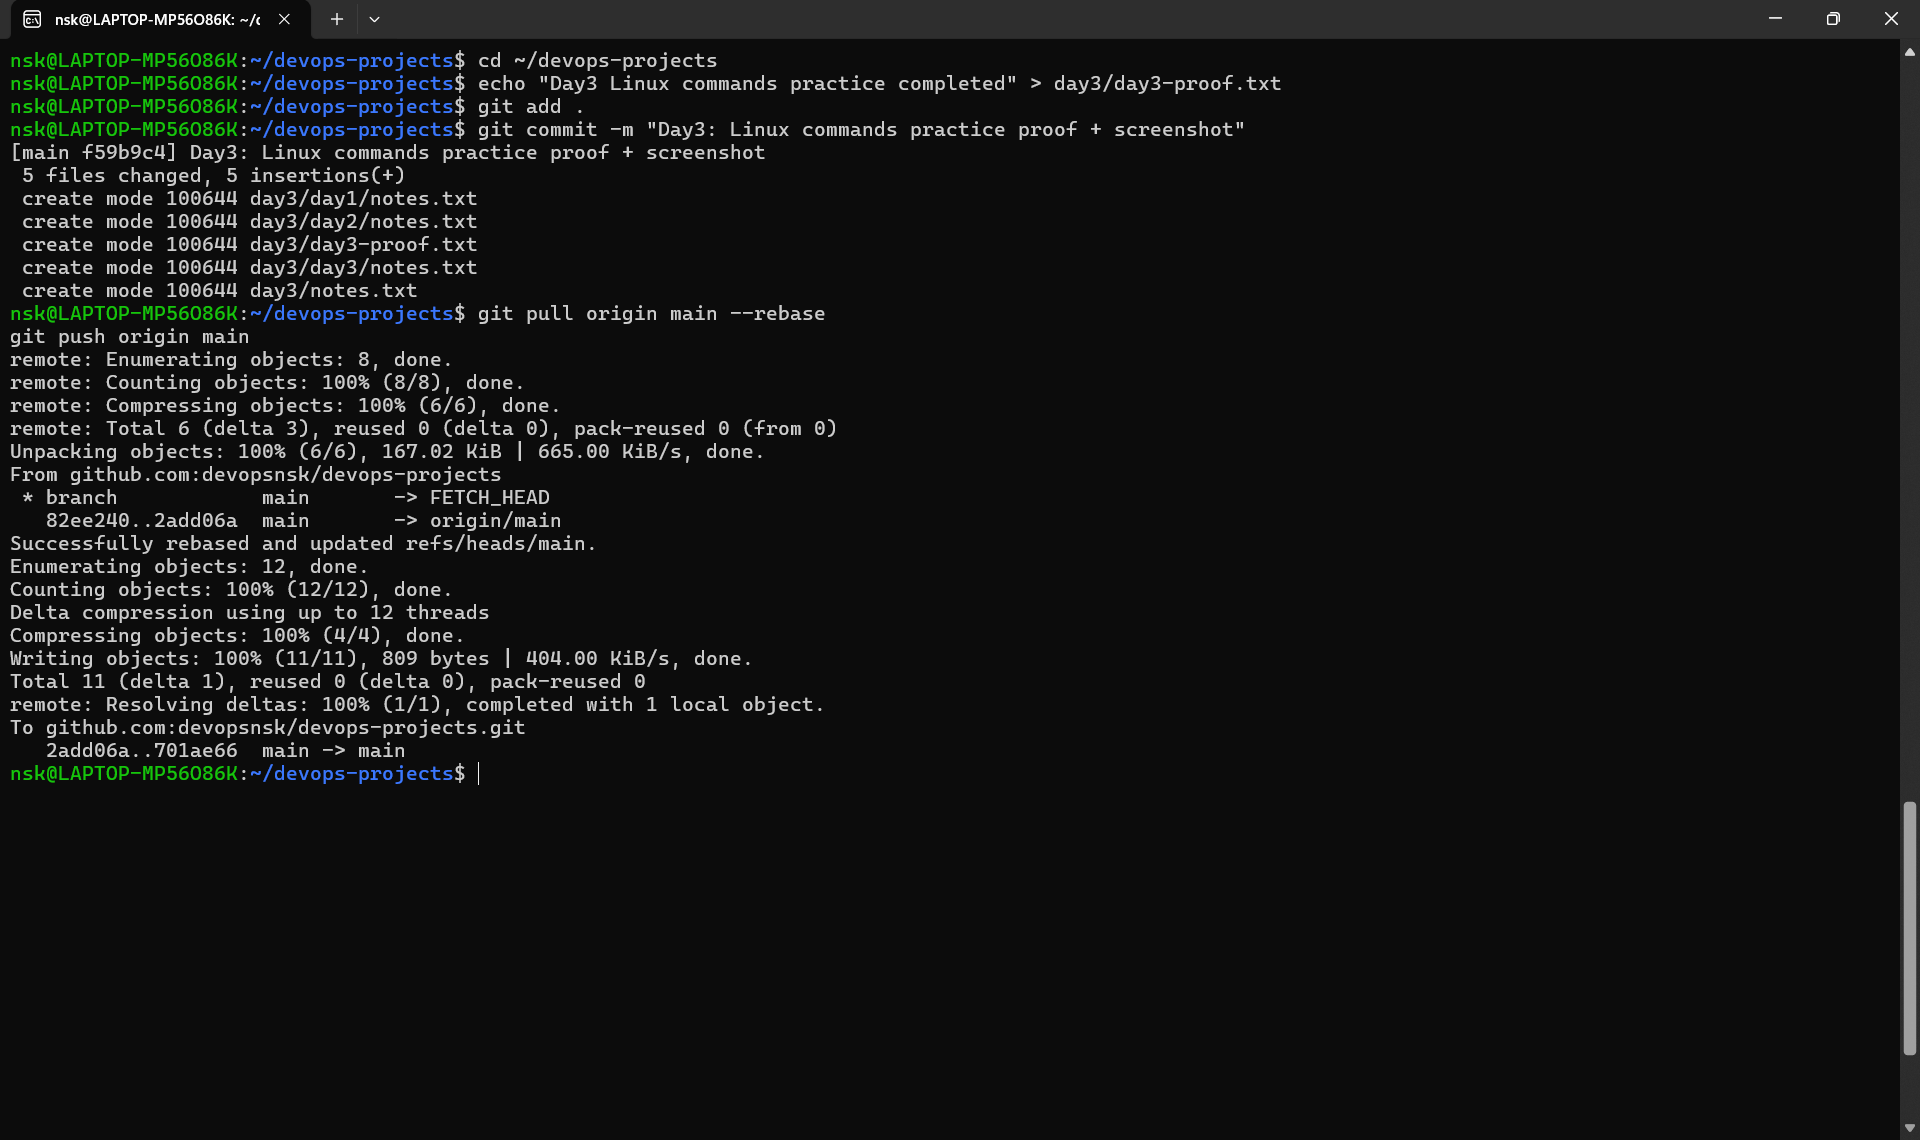 nsk@LAPTOP-MP56O86K: ~/c
nsk@LAPTOP-MP56O86K:~/devops-projects$ cd ~/devops-projects
nsk@LAPTOP-MP56O86K:~/devops-projects$ echo "Day3 Linux commands practice completed" > day3/day3-proof.txt
nsk@LAPTOP-MP56O86K:~/devops-projects$ git add .
nsk@LAPTOP-MP56O86K:~/devops-projects$ git commit -m "Day3: Linux commands practice proof + screenshot"
[main f59b9c4] Day3: Linux commands practice proof + screenshot
 5 files changed, 5 insertions(+)
 create mode 100644 day3/day1/notes.txt
 create mode 100644 day3/day2/notes.txt
 create mode 100644 day3/day3-proof.txt
 create mode 100644 day3/day3/notes.txt
 create mode 100644 day3/notes.txt
nsk@LAPTOP-MP56O86K:~/devops-projects$ git pull origin main --rebase
git push origin main
remote: Enumerating objects: 8, done.
remote: Counting objects: 100% (8/8), done.
remote: Compressing objects: 100% (6/6), done.
remote: Total 6 (delta 3), reused 0 (delta 0), pack-reused 0 (from 0)
Unpacking objects: 100% (6/6), 167.02 KiB | 665.00 KiB/s, done.
From github.com:devopsnsk/devops-projects
 * branch            main       -> FETCH_HEAD
   82ee240..2add06a  main       -> origin/main
Successfully rebased and updated refs/heads/main.
Enumerating objects: 12, done.
Counting objects: 100% (12/12), done.
Delta compression using up to 12 threads
Compressing objects: 100% (4/4), done.
Writing objects: 100% (11/11), 809 bytes | 404.00 KiB/s, done.
Total 11 (delta 1), reused 0 (delta 0), pack-reused 0
remote: Resolving deltas: 100% (1/1), completed with 1 local object.
To github.com:devopsnsk/devops-projects.git
   2add06a..701ae66  main -> main
nsk@LAPTOP-MP56O86K:~/devops-projects$